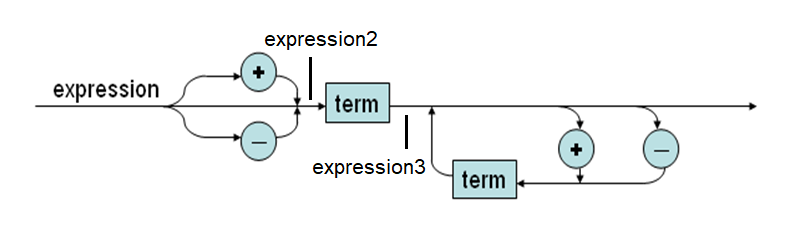 expression2
expression
+
−
term
expression3
+
−
term